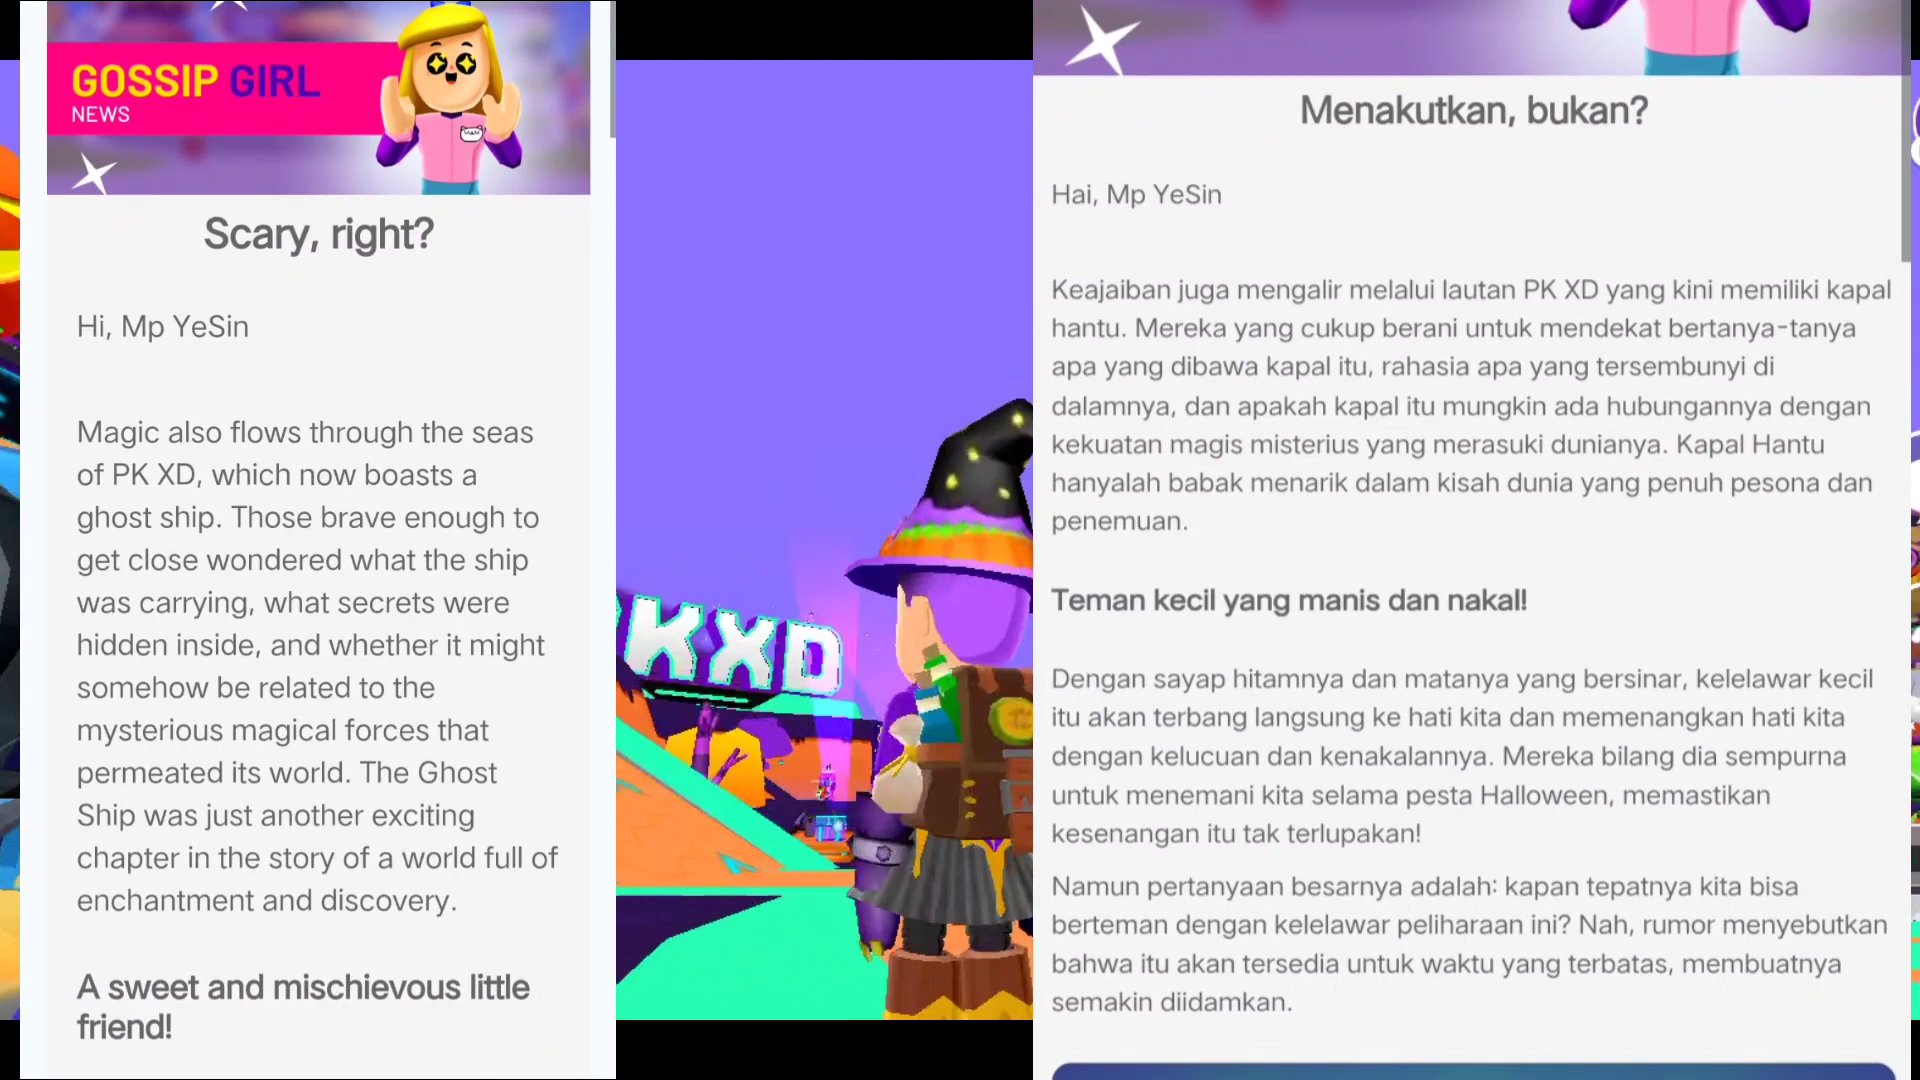 GOSSIP GIRL
NEWS
Scary, right?
Hi, Mp YeSin
Magic also flows through the seas
of PK XD, which now boasts a
ghost ship. Those brave enough to
get close wondered what the ship
was carrying, what secrets were
hidden inside, and whether it might
somehow be related to the
mysterious magical forces that
permeated its world. The Ghost
Ship was just another exciting
chapter in the story of a world full of
enchantment and discovery.
A sweet and mischievous little
friend!
KXD
Menakutkan, bukan?
Hai, Mp YeSin
Keajaiban juga mengalir melalui lautan PK XD yang kini memiliki kapal
hantu. Mereka yang cukup berani untuk mendekat bertanya-tanya
apa yang dibawa kapal itu, rahasia apa yang tersembunyi di
dalamnya, dan apakah kapal itu mungkin ada hubungannya dengan
kekuatan magis misterius yang merasuki dunianya. Kapal Hantu
hanyalah babak menarik dalam kisah dunia yang penuh pesona dan
penemuan.
Teman kecil yang manis dan nakal!
Dengan sayap hitamnya dan matanya yang bersinar, kelelawar kecil
itu akan terbang langsung ke hati kita dan memenangkan hati kita
dengan kelucuan dan kenakalannya. Mereka bilang dia sempurna
untuk menemani kita selama pesta Halloween, memastikan
kesenangan itu tak terlupakan!
Namun pertanyaan besarnya adalah: kapan tepatnya kita bisa
berteman dengan kelelawar peliharaan ini? Nah, rumor menyebutkan
bahwa itu akan tersedia untuk waktu yang terbatas, membuatnya
semakin diidamkan.